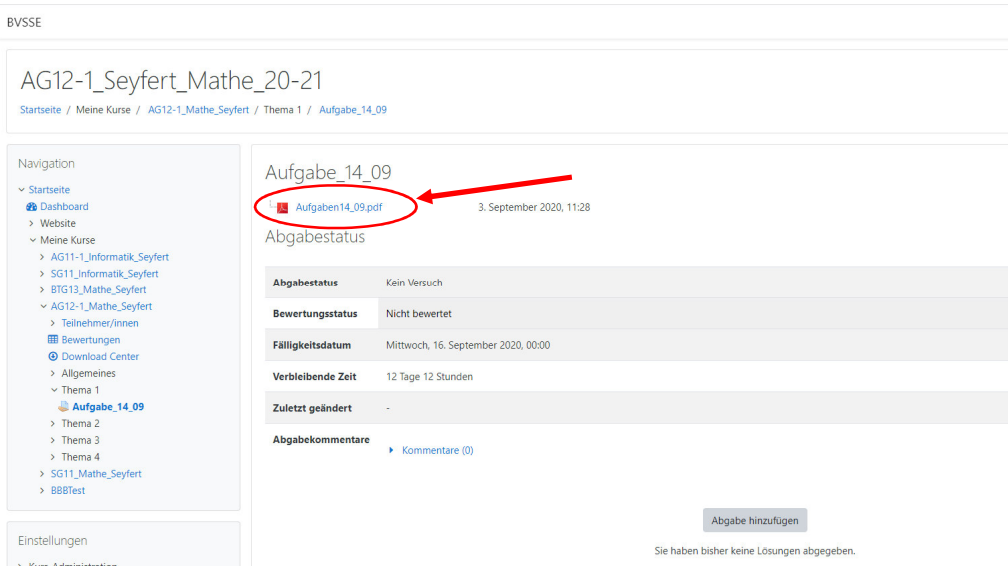 BVSSE
AG12-1_Seyfert_Mathe_20-21
Startseite / Meine Kurse / AG12-1_Mathe_Seyfert / Thema 1 / Aufgabe_14_09
Navigation
Startseite
Dashboard
Website
Meine Kurse
AG11-1_Informatik_Seyfert
SG11_Informatik_Seyfert
BTG13_Mathe_Seyfert
AG12-1_Mathe_Seyfert
Teilnehmer/innen
Bewertungen
Download Center
Allgemeines
Thema 1
Aufgabe_14_09
Thema 2
Thema 3
Thema 4
SG11_Mathe_Seyfert
BBBTest
Einstellungen
Kurs-Administration
Aufgabe_14_09
Aufgaben14_09.pdf 3. September 2020, 11:28
Abgabestatus
Abgabestatus Kein Versuch
Bewertungsstatus Nicht bewertet
Fälligkeitsdatum Mittwoch, 16. September 2020, 00:00
Verbleibende Zeit 12 Tage 12 Stunden
Zuletzt geändert -
Abgabekommentare
Kommentare (0)
Abgabe hinzufügen
Sie haben bisher keine Lösungen abgegeben.